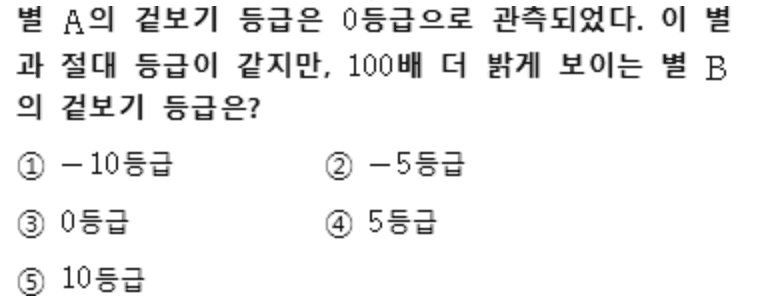 별 A의 겉보기 등급은 0등급으로 관측되었다. 이 별
과 절대 등급이 같지만, 100배 더 밝게 보이는 별 B
의 겉보기 등급은?
① －10등급 ② －5등급
③ 0등급 ④ 5등급
⑤ 10등급